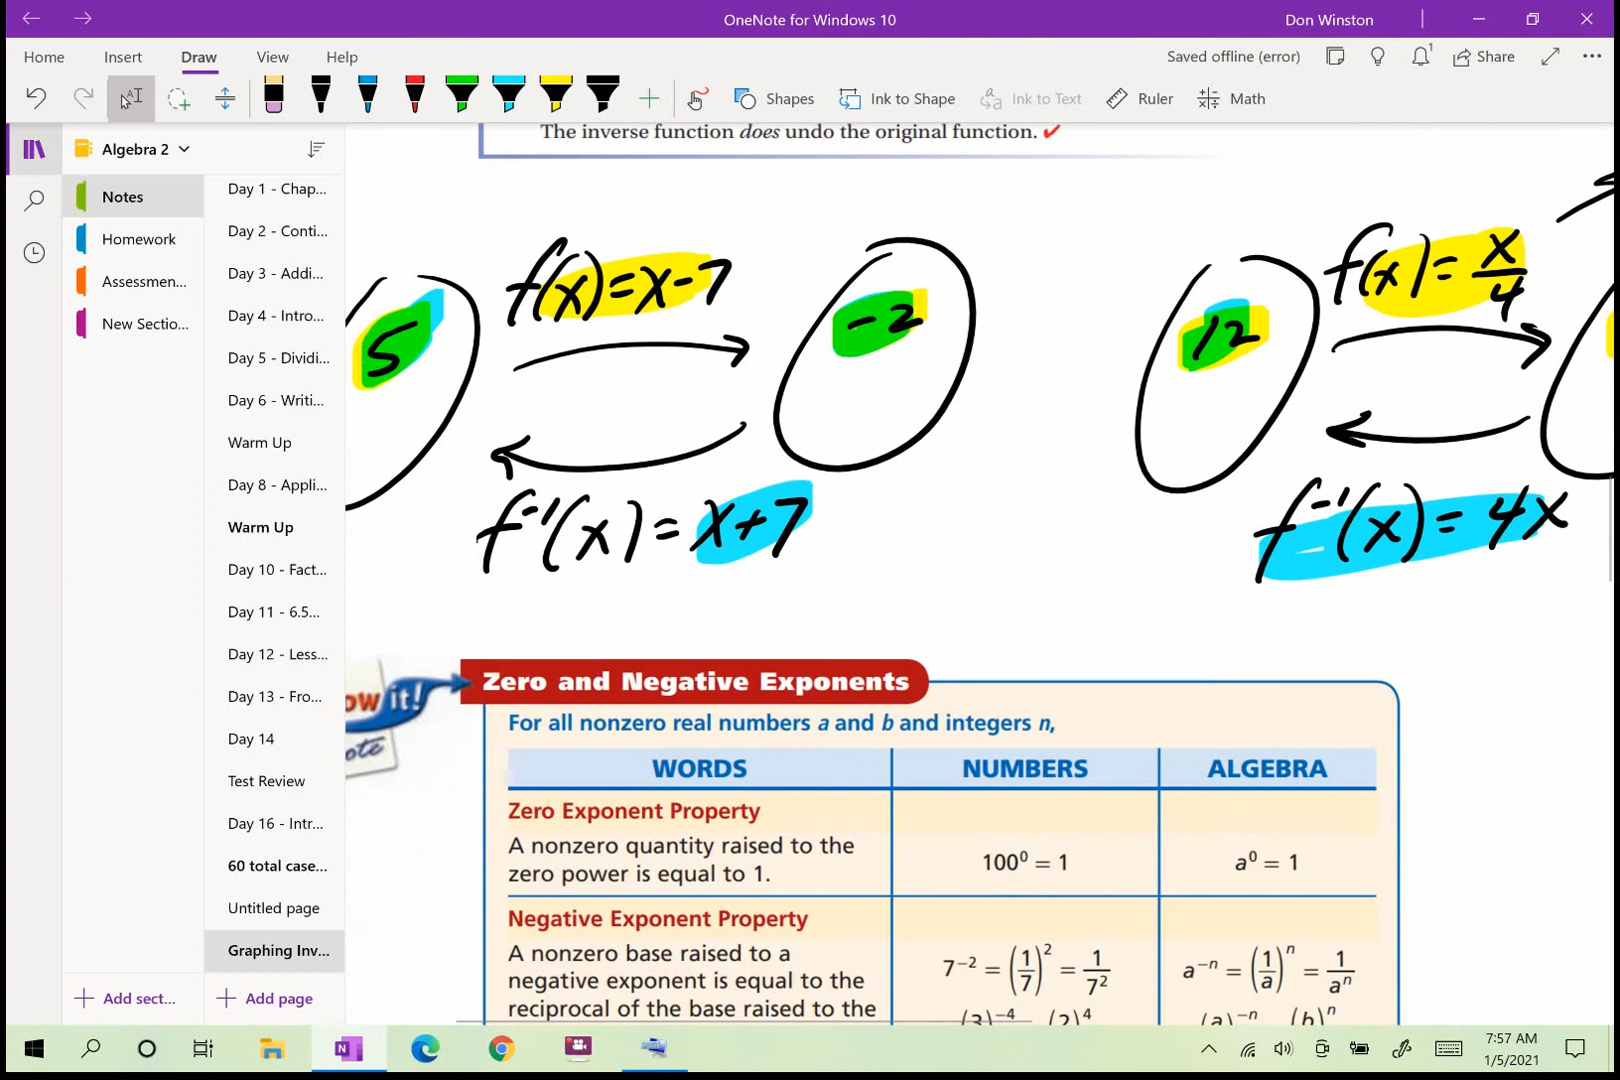 OneNote for Windows 10
Don Winston
Home Insert Draw View Help
Saved offline (error)
1
Share
Shapes
Ink to Shape
Ink to Text
Ruler
Math
Algebra 2
Notes
Homework
Assessmen...
New Sectio...
Add sect...
Day 1 - Chap...
Day 2 - Conti...
Day 3 - Addi...
Day 4 - Intro...
Day 5 - Dividi...
Day 6 - Writi...
Warm Up
Day 8 - Appli...
Warm Up
Day 10 - Fact...
Day 11 - 6.5...
Day 12 - Less...
Day 13 - Fro...
Day 14
Test Review
Day 16 - Intr...
60 total case...
Untitled page
Graphing Inv...
Add page
The inverse function does undo the original function. ✔
f(x)=x-7
5
-2
f⁻¹(x)=x+7
f(x)=x/4
12
f⁻¹(x)=4x
ow it!
ote
Zero and Negative Exponents
For all nonzero real numbers a and b and integers n,
WORDS NUMBERS ALGEBRA
Zero Exponent Property
A nonzero quantity raised to the
zero power is equal to 1.
100⁰ = 1
a⁰ = 1
Negative Exponent Property
A nonzero base raised to a
negative exponent is equal to the
reciprocal of the base raised to the
7⁻² = (1/7)² = 1/7²
a⁻ⁿ = (1/a)ⁿ = 1/aⁿ
7:57 AM
1/5/2021